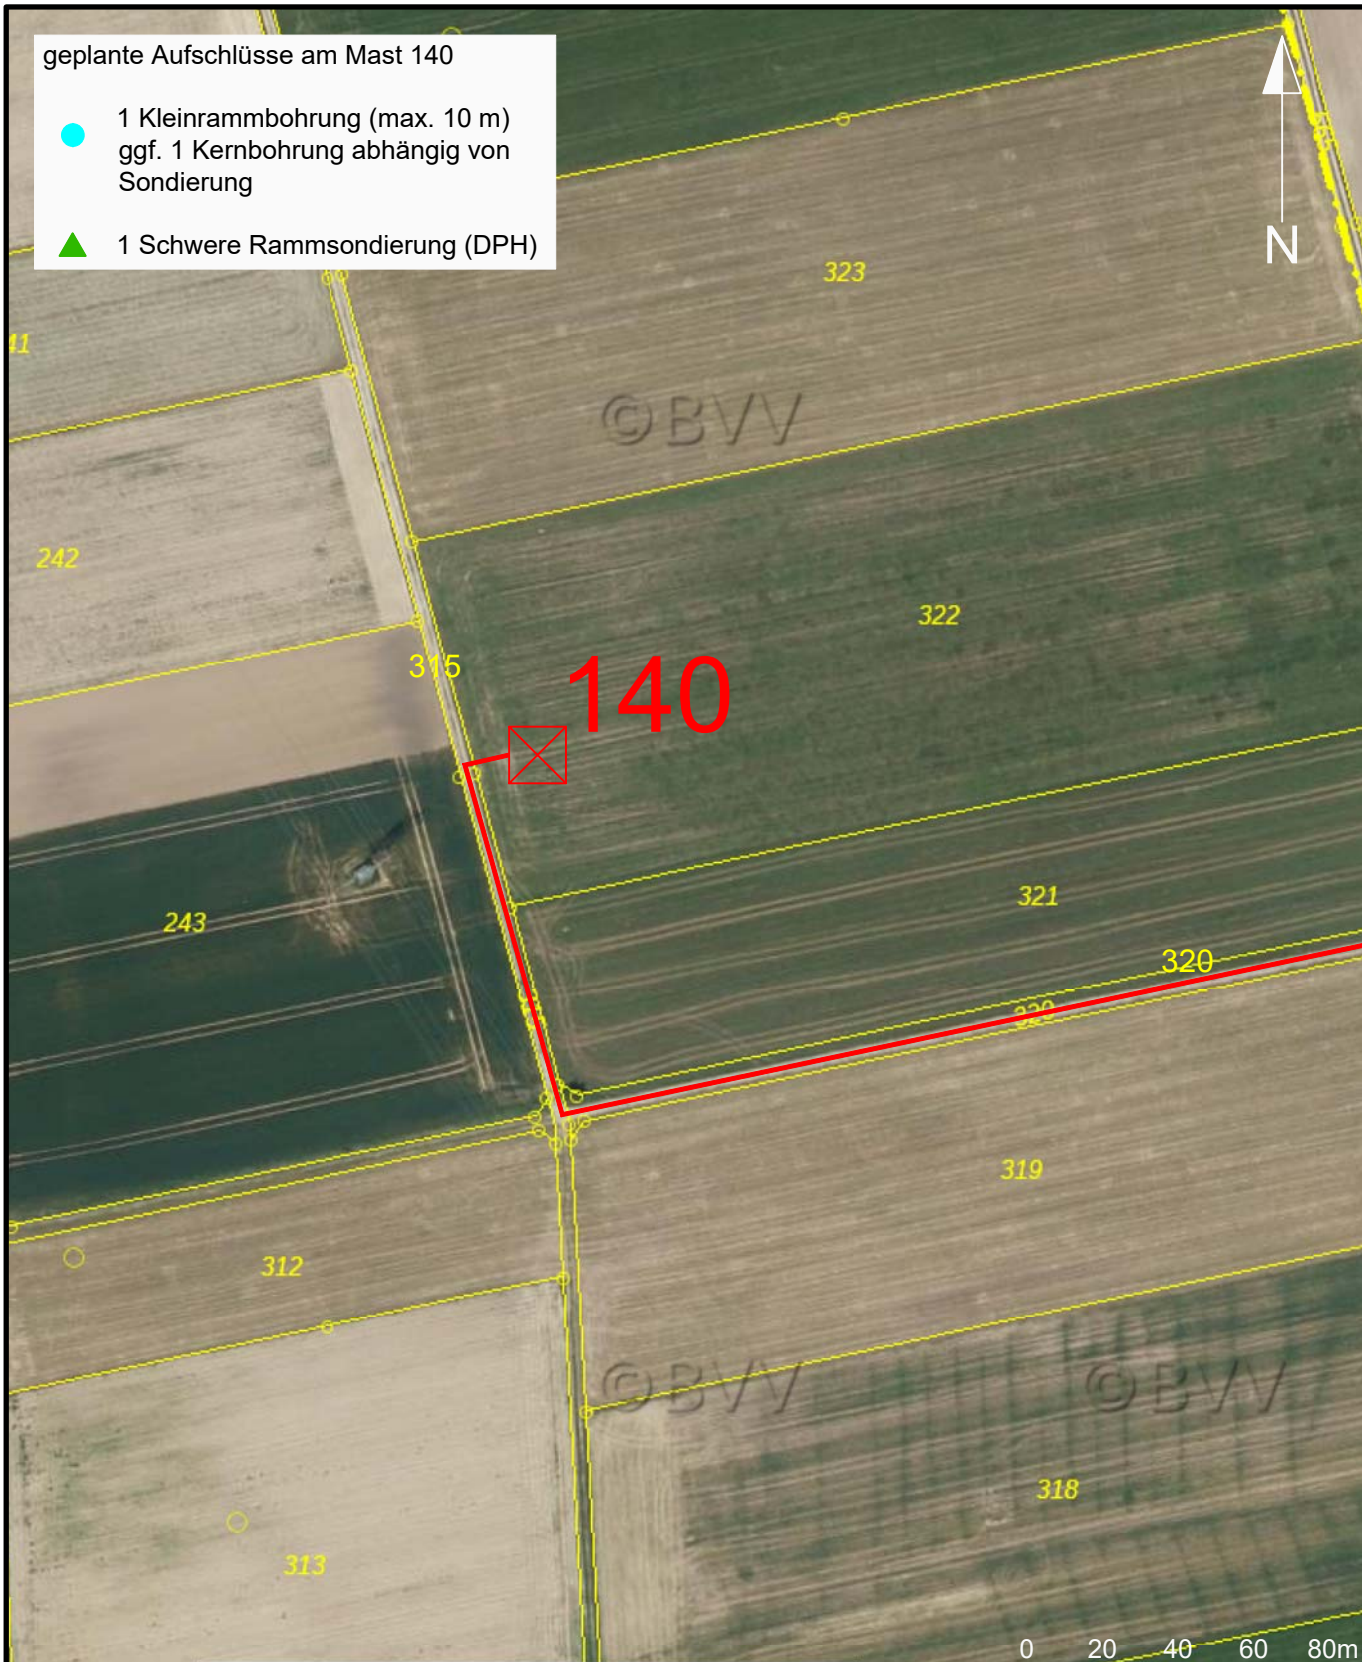 geplante Aufschlüsse am Mast 140
1 Kleinrammbohrung (max. 10 m)
ggf. 1 Kernbohrung abhängig von
Sondierung
1 Schwere Rammsondierung (DPH)
N
323
41
©BVV
242
322
315
140
321
243
320
320
319
312
©BVV
©BVV
318
313
0 20 40 60 80m